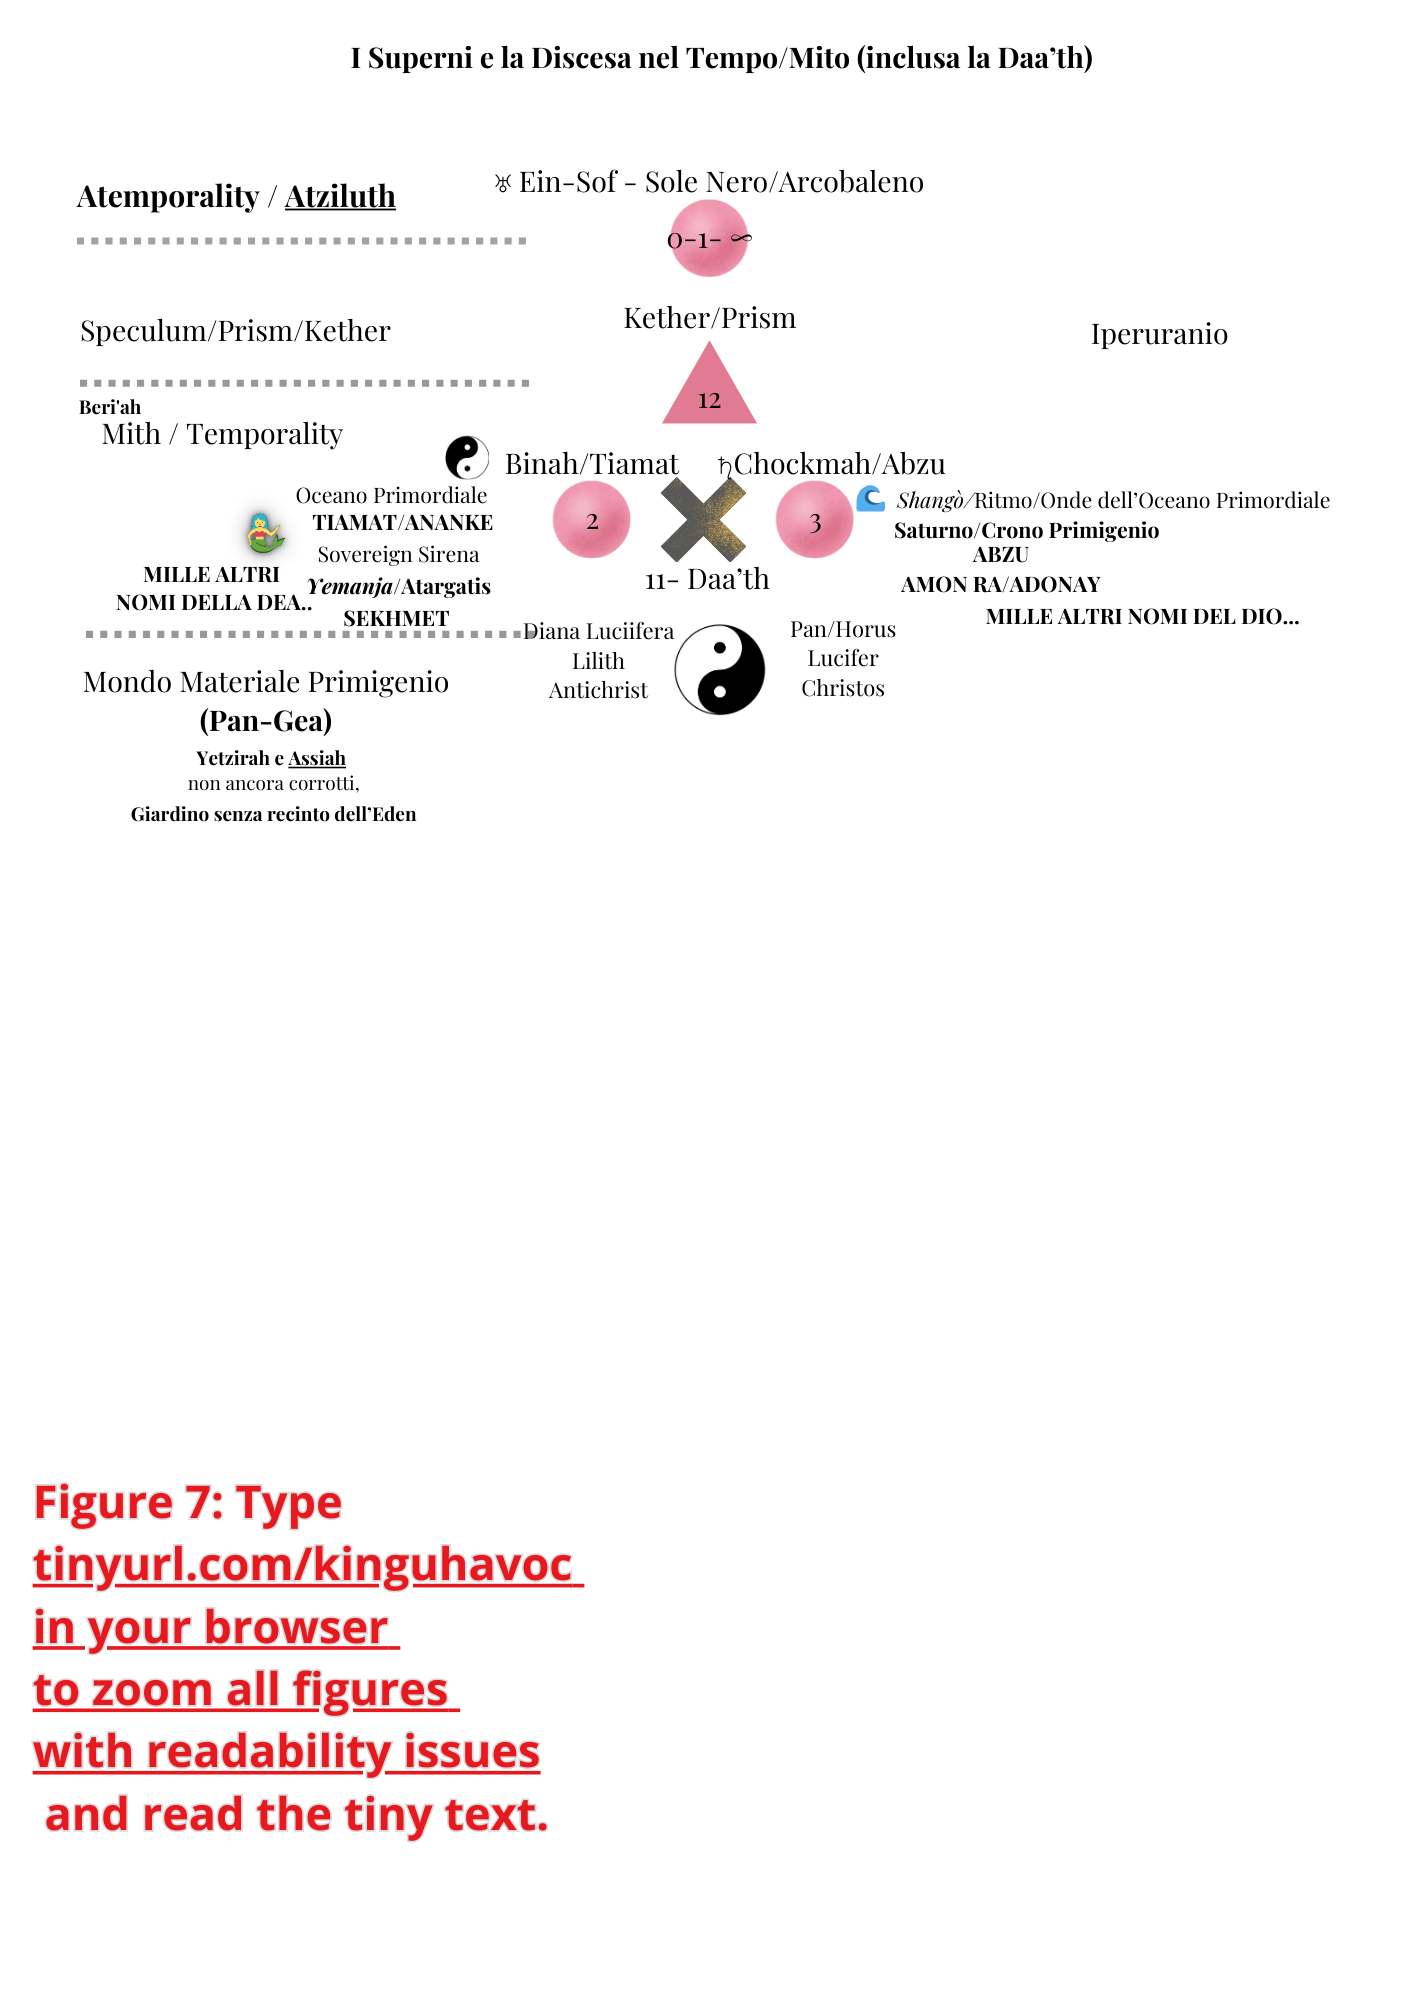 I Superni e la Discesa nel Tempo/Mito (inclusa la Daa’th)
♅ Ein-Sof - Sole Nero/Arcobaleno
Atemporality / Atziluth
0-1- ∞
Kether/Prism
Speculum/Prism/Kether
Iperuranio
12
Beri'ah
Mith / Temporality
Binah/Tiamat
♄Chockmah/Abzu
Oceano Primordiale
TIAMAT/ANANKE
Sovereign Sirena
Yemanja/Atargatis
SEKHMET
MILLE ALTRI
NOMI DELLA DEA..
2
3
11- Daa’th
Shangò/Ritmo/Onde dell’Oceano Primordiale
Saturno/Crono Primigenio
ABZU
AMON RA/ADONAY
MILLE ALTRI NOMI DEL DIO...
Diana Luciifera
Lilith
Antichrist
Pan/Horus
Lucifer
Christos
Mondo Materiale Primigenio
(Pan-Gea)
Yetzirah e Assiah
non ancora corrotti,
Giardino senza recinto dell’Eden
Figure 7: Type
tinyurl.com/kinguhavoc
in your browser
to zoom all figures
with readability issues
and read the tiny text.